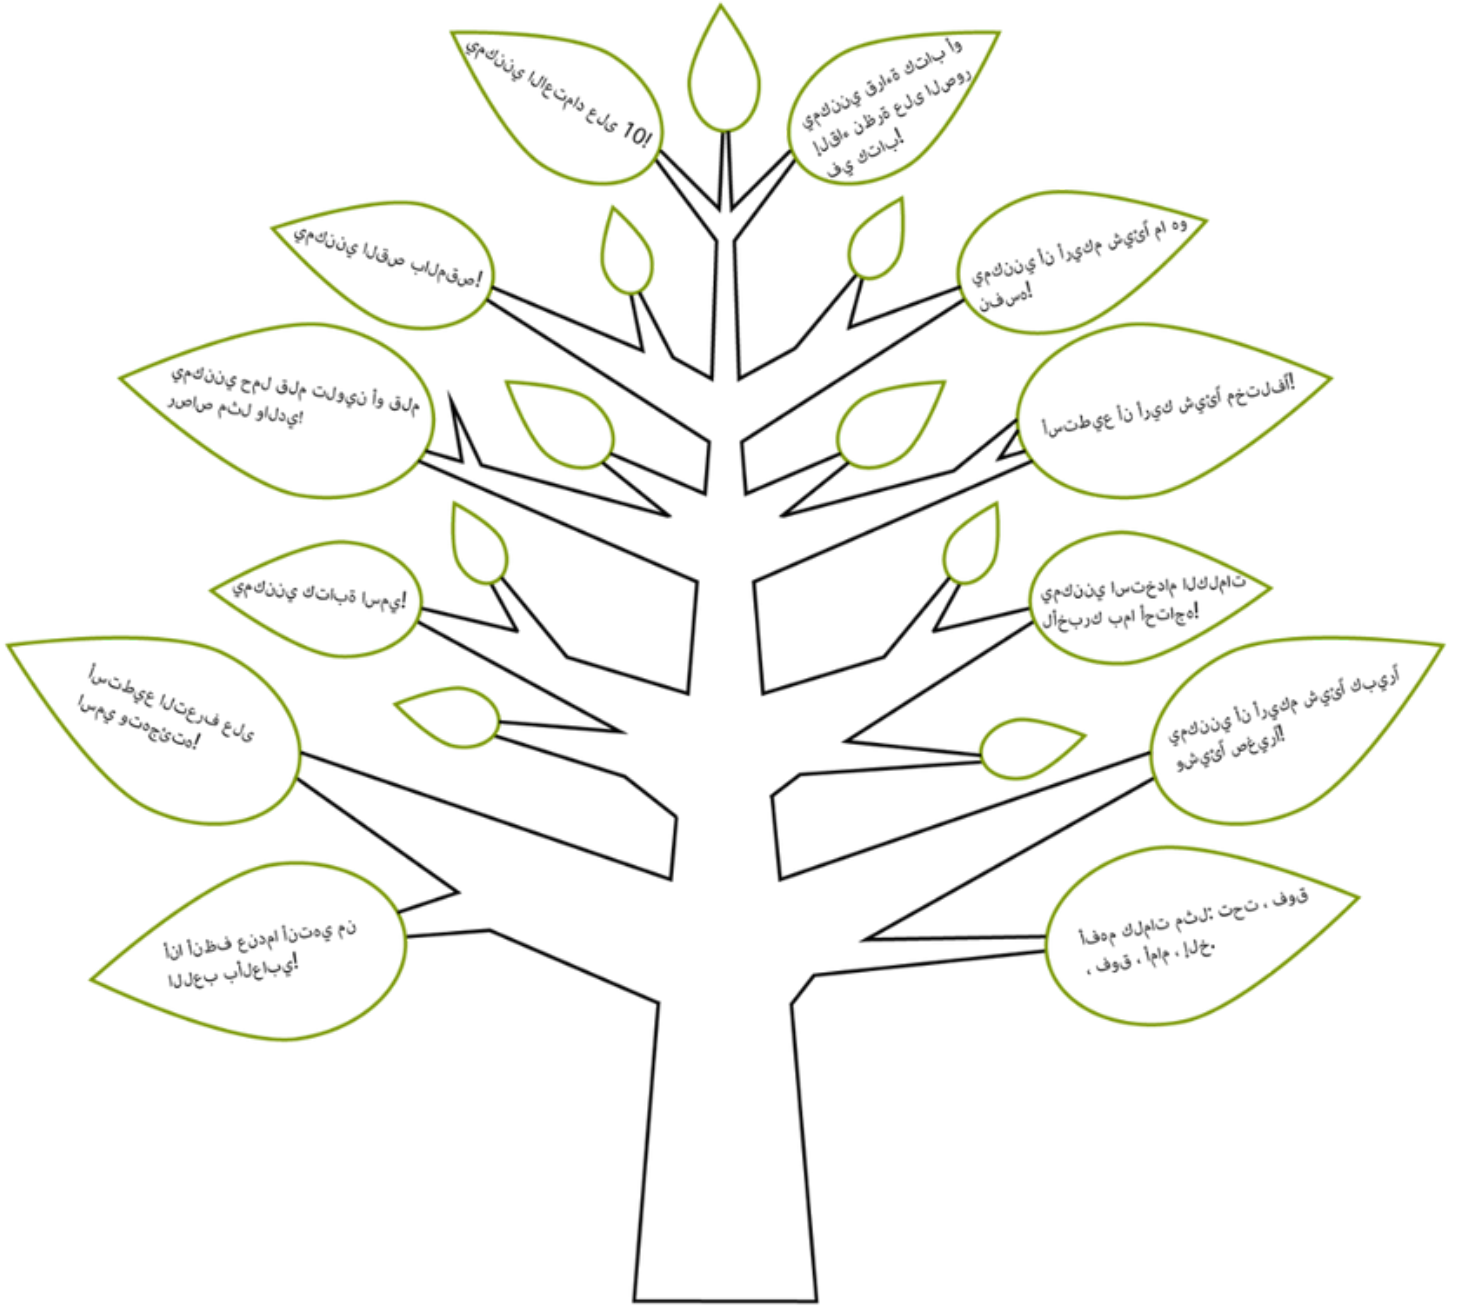 يمكنني الاعتماد على 10!
يمكنني قراءة كتاب أو
إلقاء نظرة على الصور
في كتاب!
يمكنني القص بالمقص!
يمكنني أن أريكم شيئاً ما هو
نفسه!
يمكنني حمل قلم تلوين أو قلم
رصاص مثل والدي!
أستطيع أن أريك شيئاً مختلفاً!
يمكنني كتابة اسمي!
يمكنني استخدام الكلمات
لأخبرك بما أحتاجه!
أستطيع التعرف على
اسمي وتهجئته!
يمكنني أن أريكم شيئاً كبيراً
وشيئاً صغيراً!
أنا أنظف عندما أنتهي من
اللعب بألعابي!
أفهم كلمات مثل: تحت ، فوق
، فوق ، أمام ، إلخ.